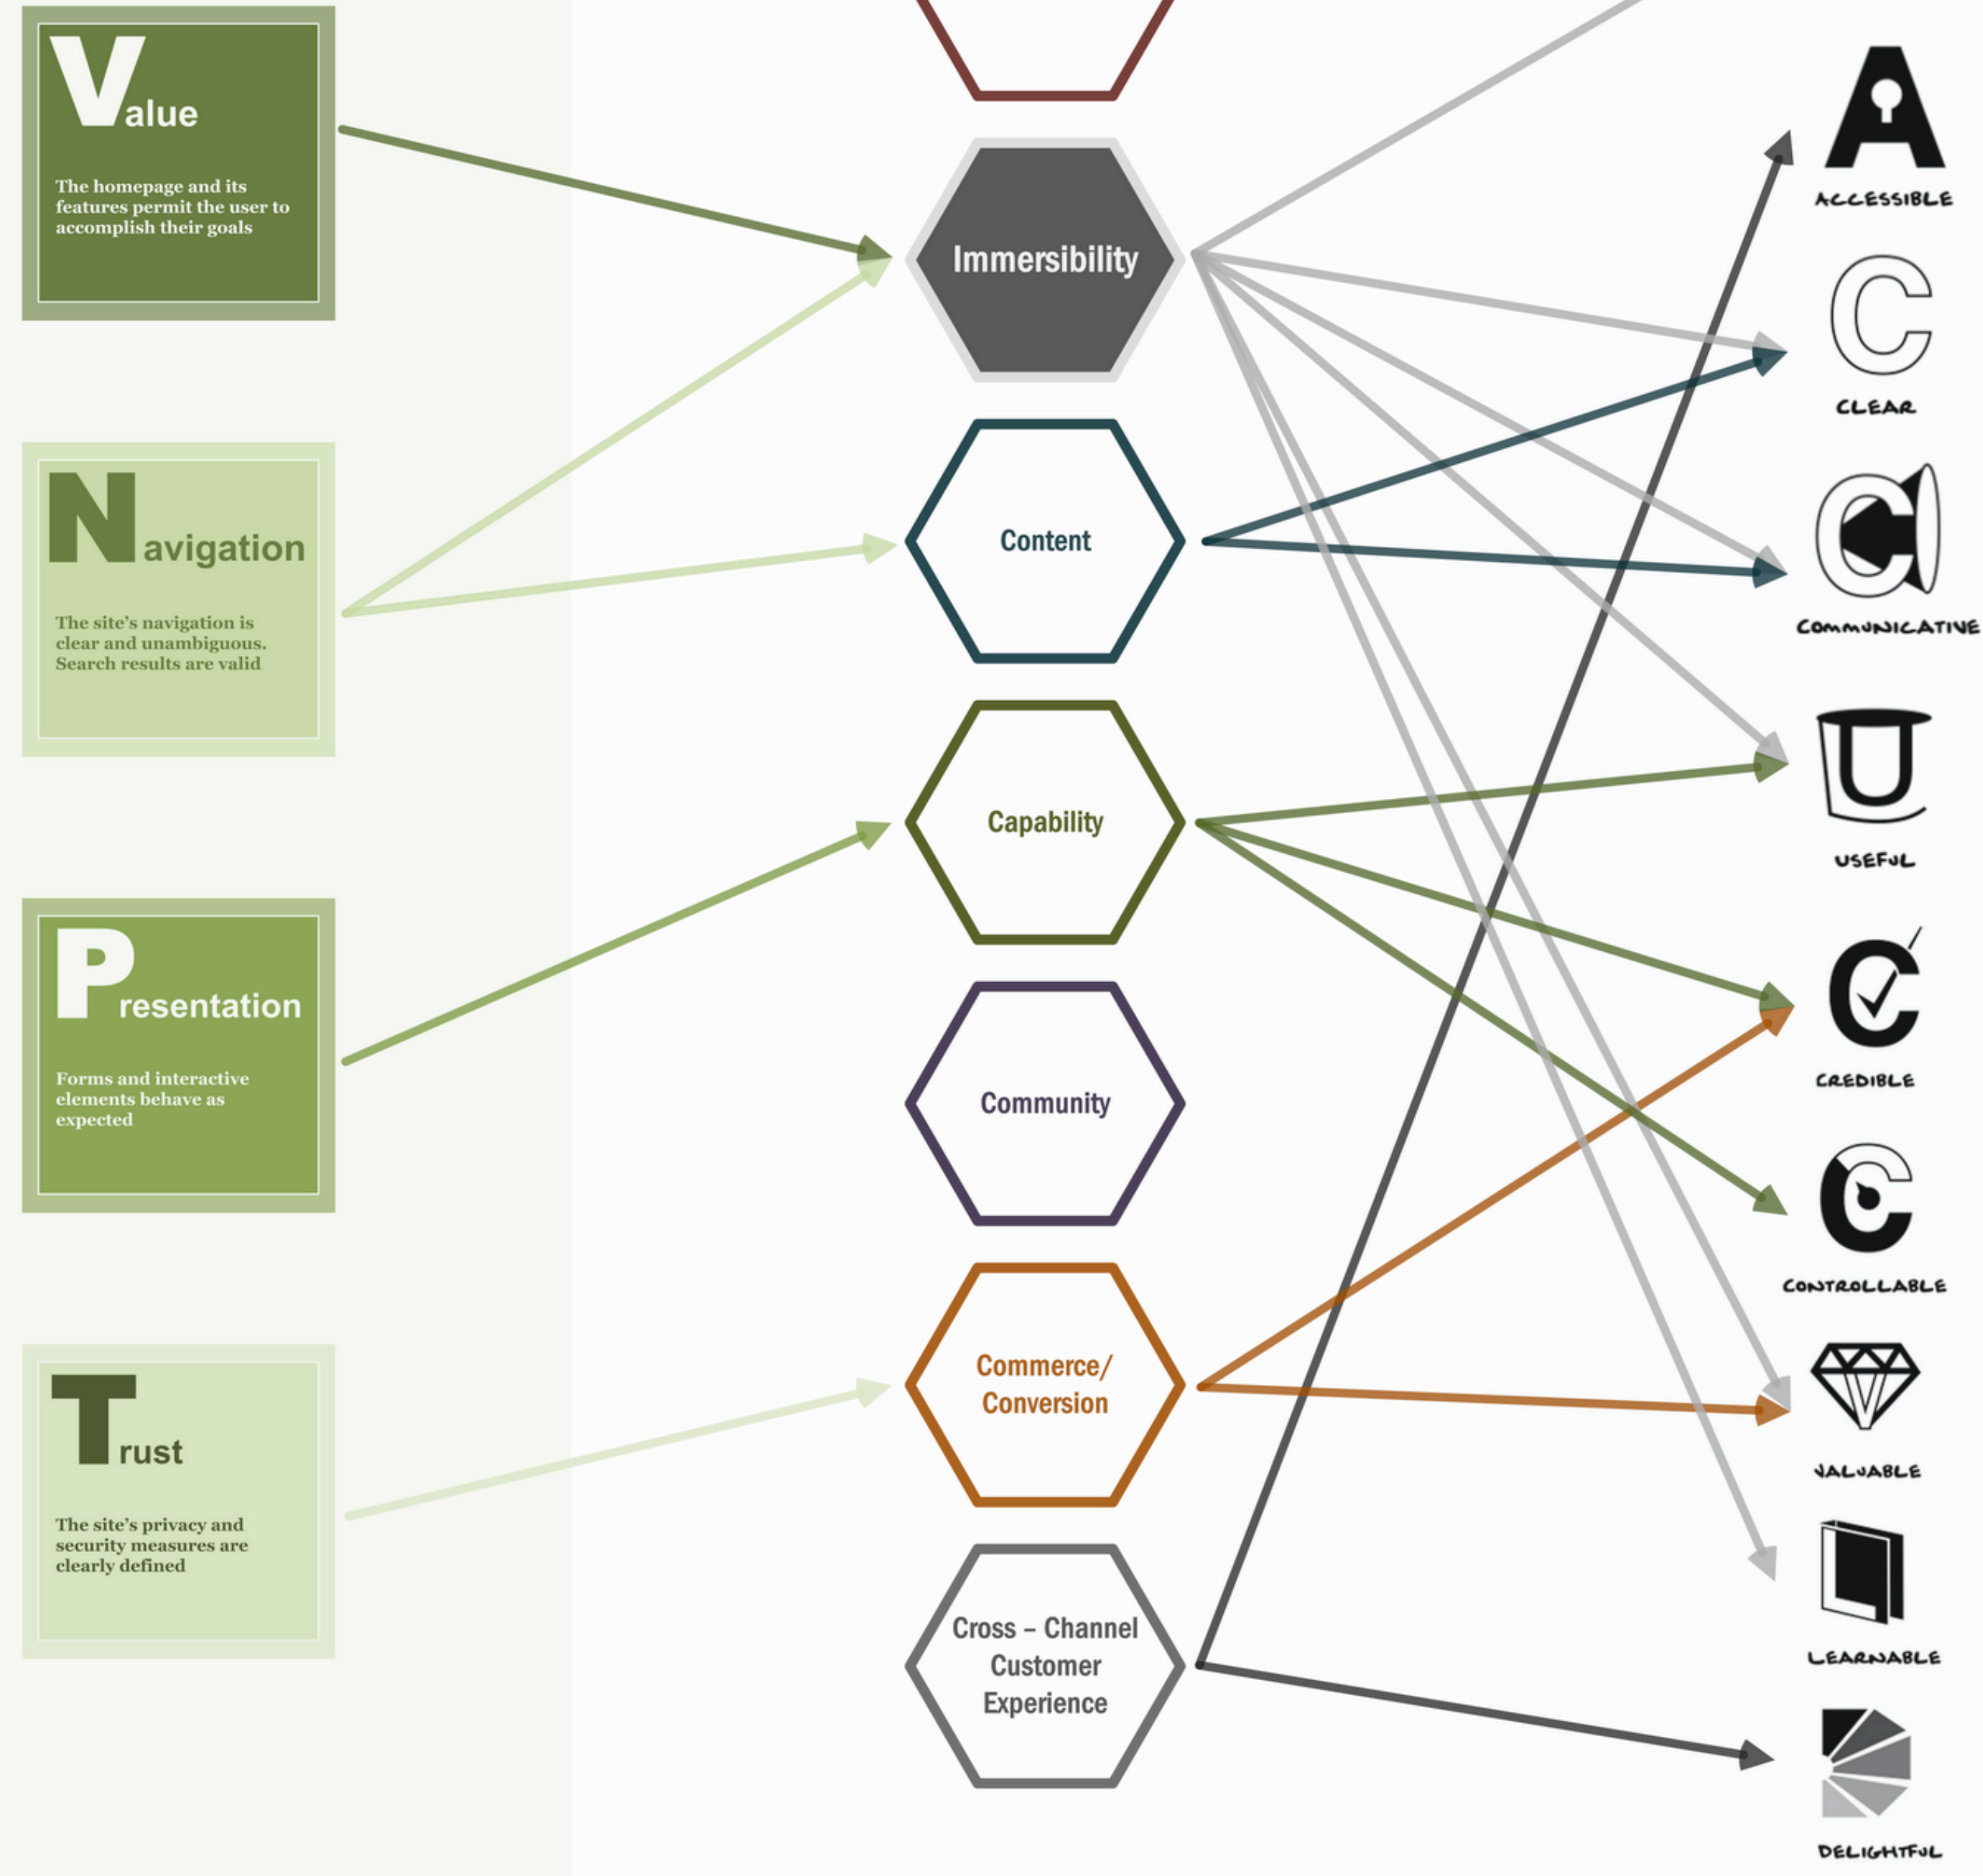 Value
The homepage and its
features permit the user to
accomplish their goals
Navigation
The site's navigation is
clear and unambiguous.
Search results are valid
Presentation
Forms and interactive
elements behave as
expected
Trust
The site's privacy and
security measures are
clearly defined
Immersibility
Content
Capability
Community
Commerce/
Conversion
Cross – Channel
Customer
Experience
A
ACCESSIBLE
C
CLEAR
C
COMMUNICATIVE
U
USEFUL
C
CREDIBLE
C
CONTROLLABLE
VALUABLE
L
LEARNABLE
DELIGHTFUL